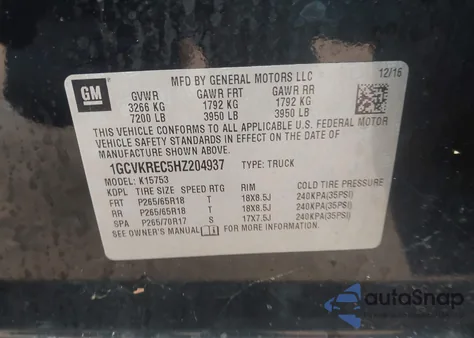 GM
MFD BY GENERAL MOTORS LLC
12/16
GVWR GAWR FRT GAWR RR
3266 KG 1792 KG 1792 KG
7200 LB 3950 LB 3950 LB
THIS VEHICLE CONFORMS TO ALL APPLICABLE U.S. FEDERAL MOTOR
VEHICLE SAFETY STANDARDS IN EFFECT ON THE DATE OF
MANUFACTURE SHOWN ABOVE.
1GCVKREC5HZ204937 TYPE: TRUCK
MODEL: K15753
KDPL TIRE SIZE SPEED RTG RIM COLD TIRE PRESSURE
FRT P265/65R18 T 18X8.5J 240KPA(35PSI)
RR P265/65R18 T 18X8.5J 240KPA(35PSI)
SPA P265/70R17 S 17X7.5J 240KPA(35PSI)
SEE OWNER'S MANUAL FOR MORE INFORMATION.
autoSnap